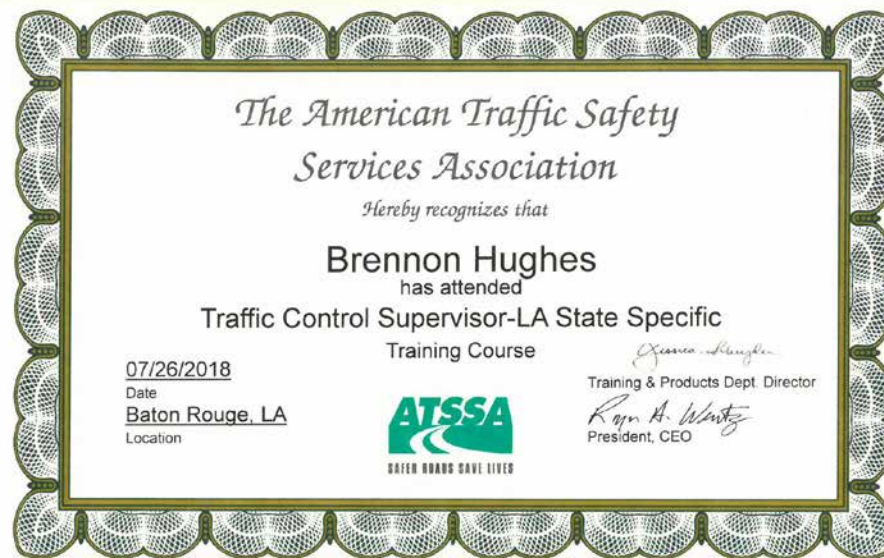 The American Traffic Safety
Services Association
Hereby recognizes that
Brennon Hughes
has attended
Traffic Control Supervisor-LA State Specific
Training Course
07/26/2018
Date
Baton Rouge, LA
Location
ATSSA
SAFER ROADS SAVE LIVES
Training & Products Dept. Director
President, CEO